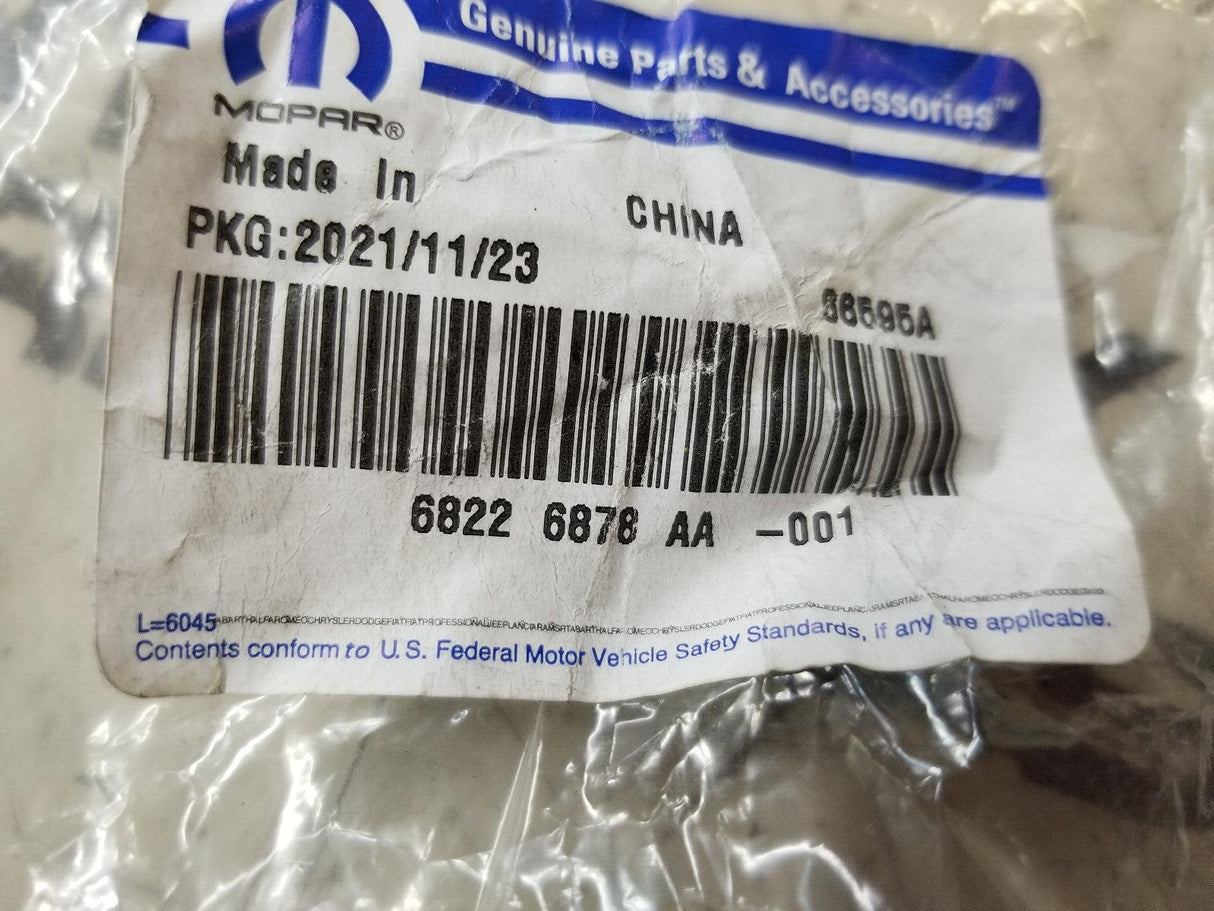 Genuine Parts & Accessories™
MOPAR®
Made In CHINA
PKG:2021/11/23
6822 6878 AA -001
L=6045
Contents conform to U.S. Federal Motor Vehicle Safety Standards, if any are applicable.